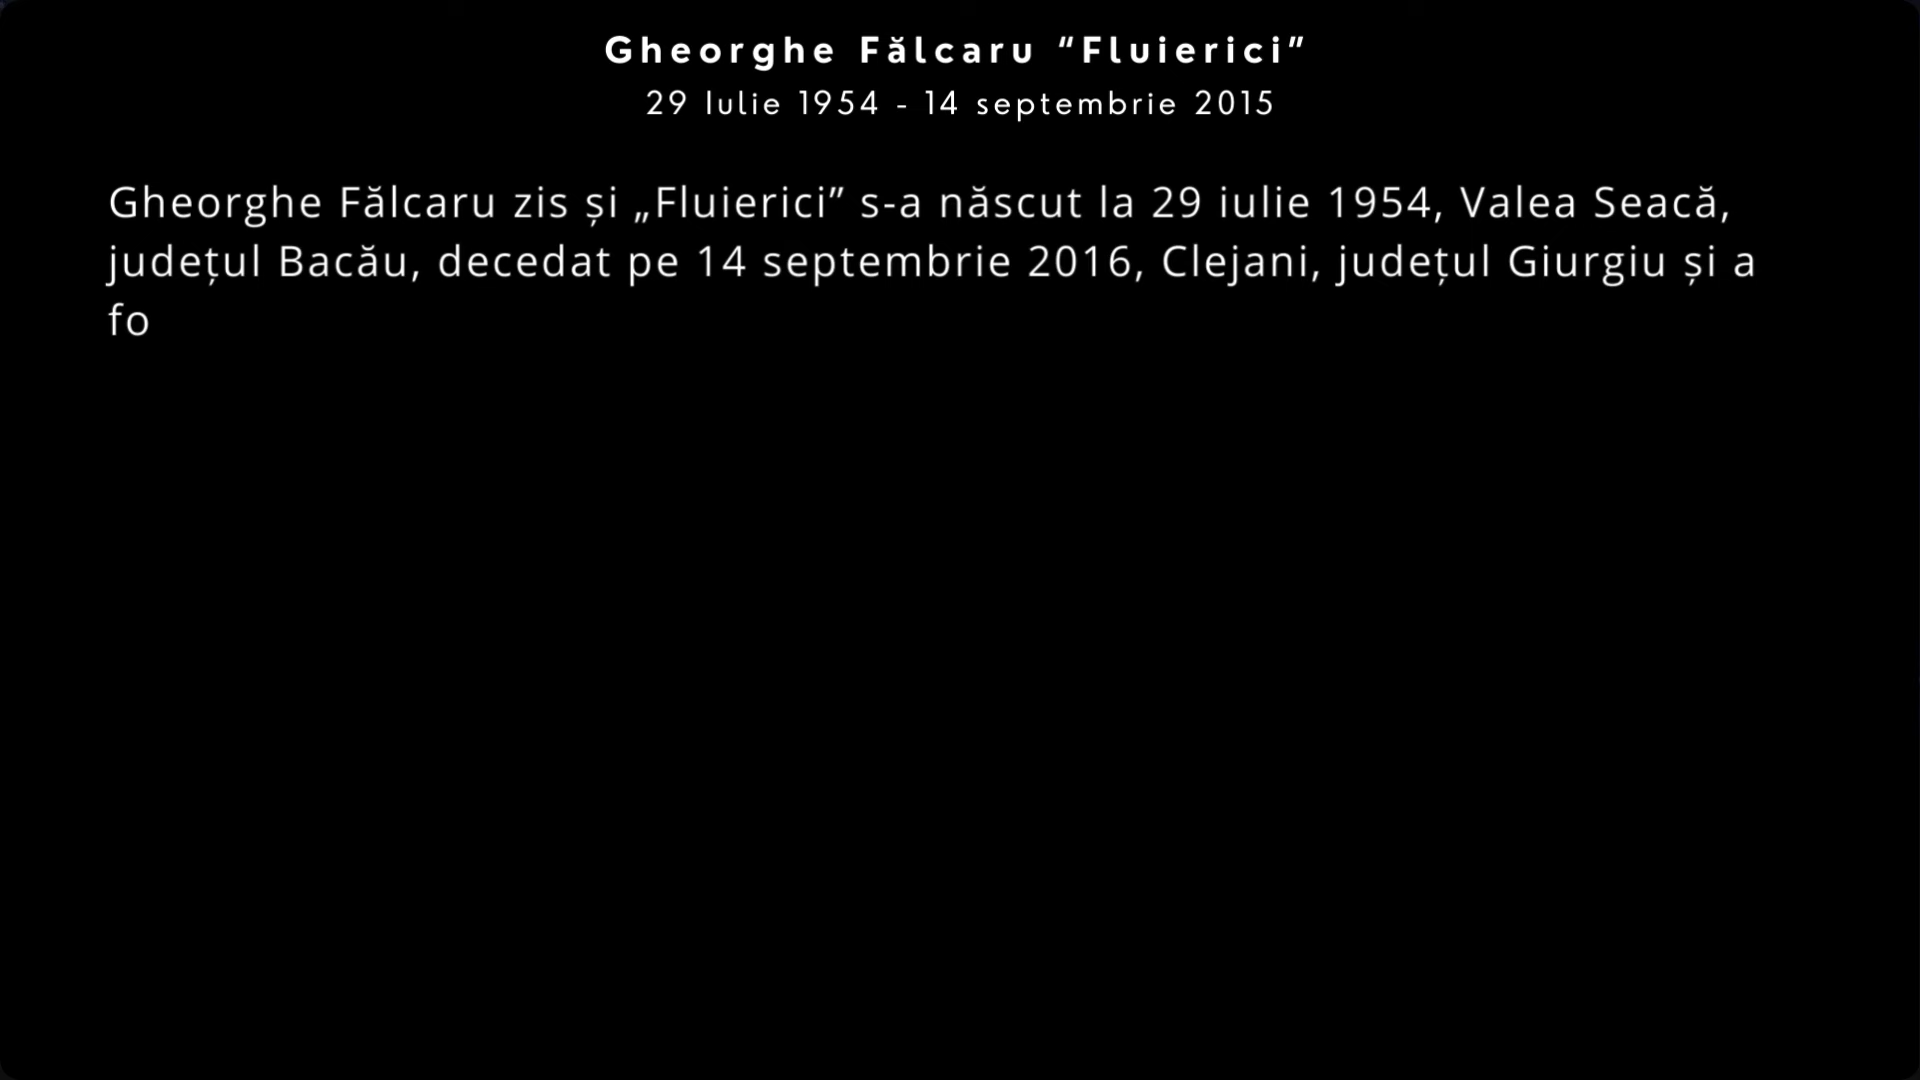 Gheorghe Fălcaru “Fluierici”
29 Iulie 1954 - 14 septembrie 2015
Gheorghe Fălcaru zis și „Fluierici” s-a născut la 29 iulie 1954, Valea Seacă,
județul Bacău, decedat pe 14 septembrie 2016, Clejani, județul Giurgiu și a
fo